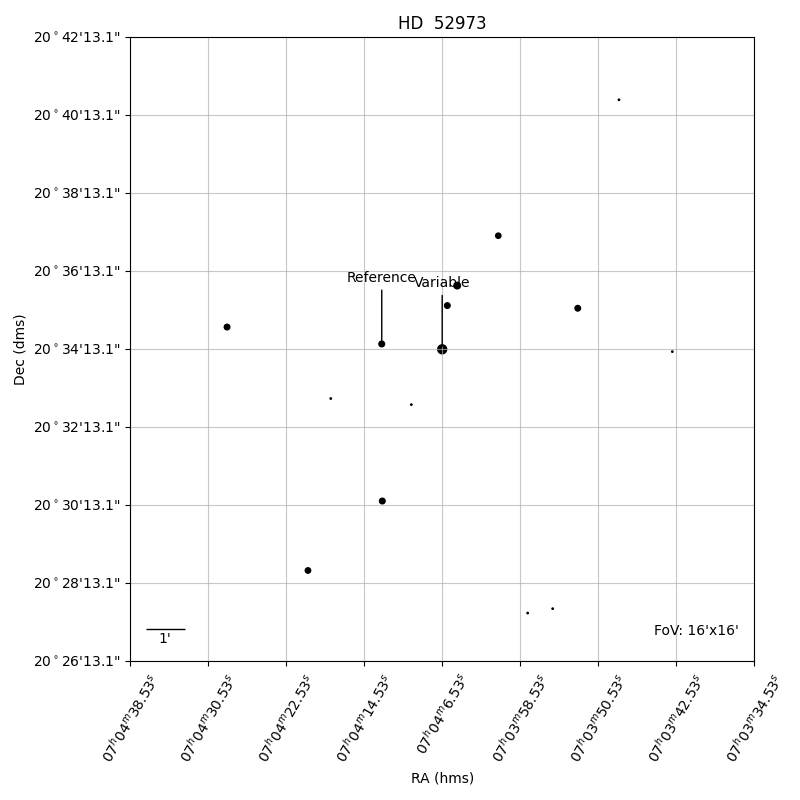 HD  52973
20°42'13.1"
20°40'13.1"
20°38'13.1"
20°36'13.1"
Reference
Variable
20°34'13.1"
Dec (dms)
20°32'13.1"
20°30'13.1"
20°28'13.1"
FoV: 16'x16'
1'
20°26'13.1"
07ʰ04ᵐ38.53ˢ
07ʰ04ᵐ30.53ˢ
07ʰ04ᵐ22.53ˢ
07ʰ04ᵐ14.53ˢ
07ʰ04ᵐ6.53ˢ
07ʰ03ᵐ58.53ˢ
07ʰ03ᵐ50.53ˢ
07ʰ03ᵐ42.53ˢ
07ʰ03ᵐ34.53ˢ
RA (hms)